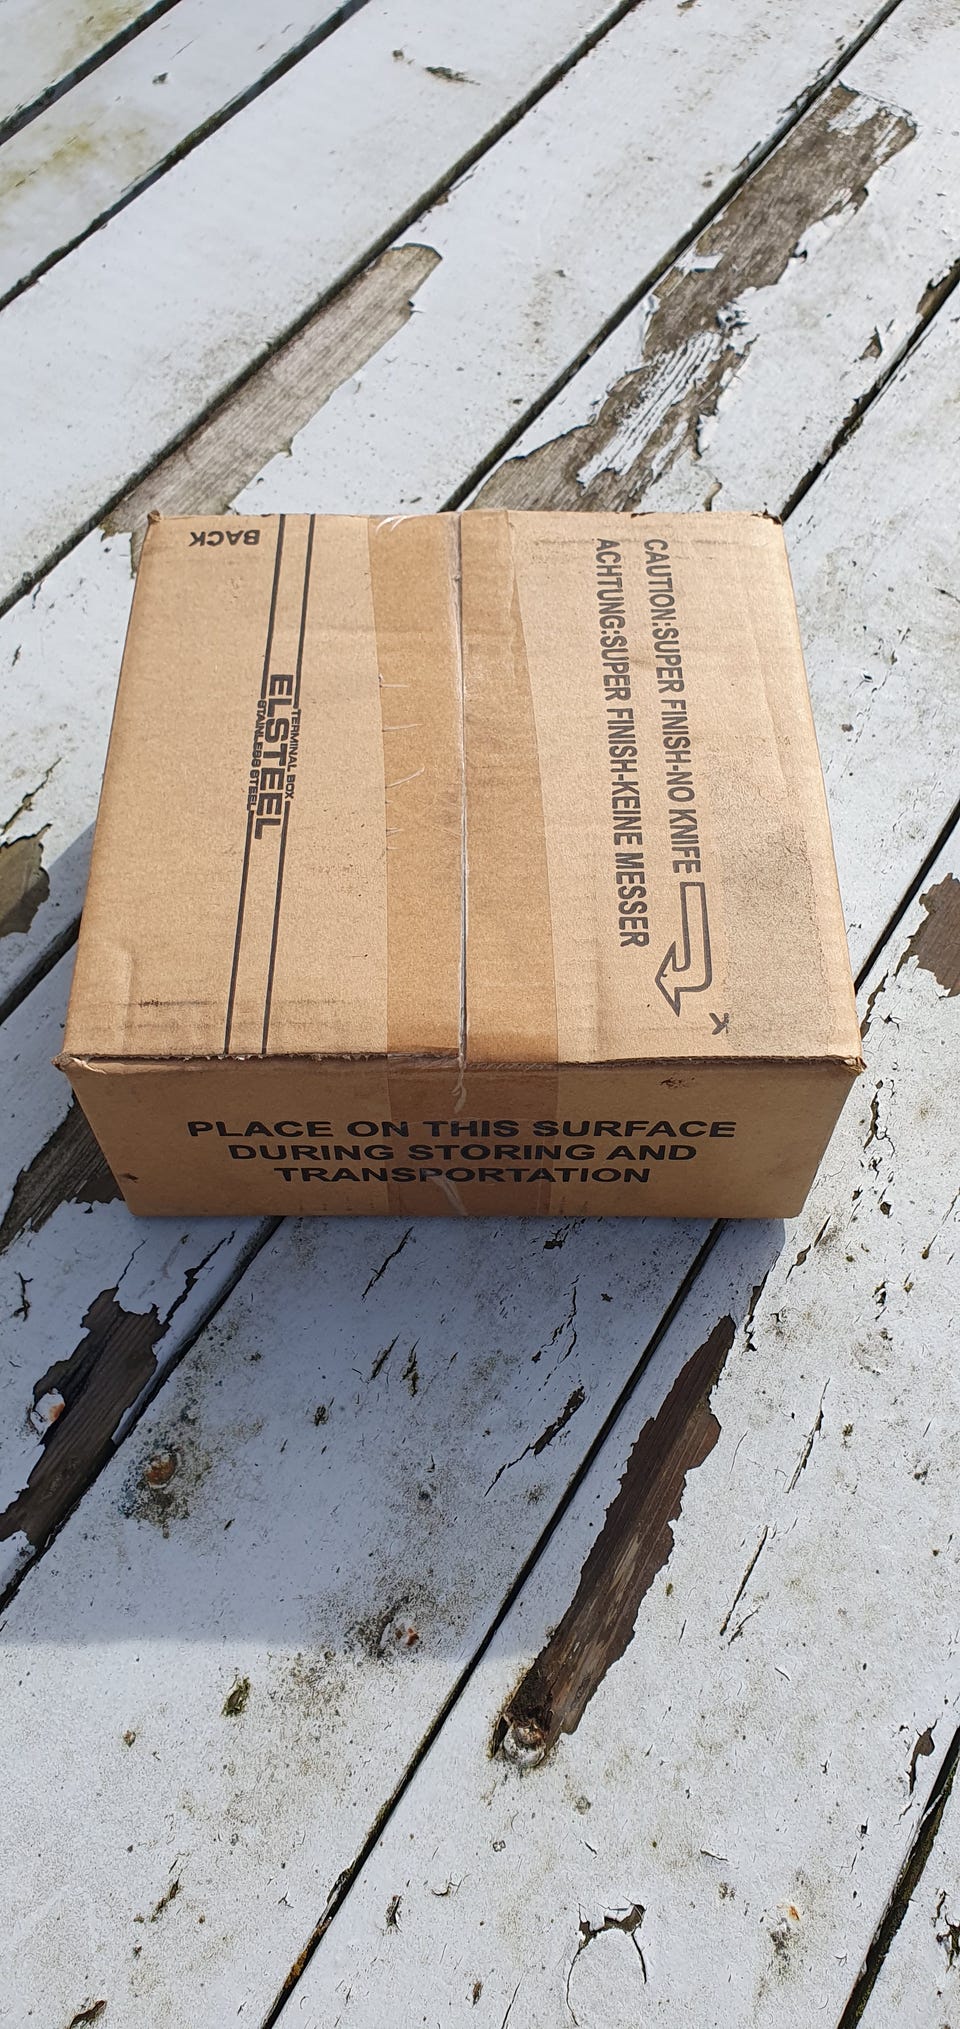 BACK
TERMINAL BOX
ELSTEEL
STAINLESS STEEL
CAUTION:SUPER FINISH-NO KNIFE
ACHTUNG:SUPER FINISH-KEINE MESSER
PLACE ON THIS SURFACE
DURING STORING AND
TRANSPORTATION